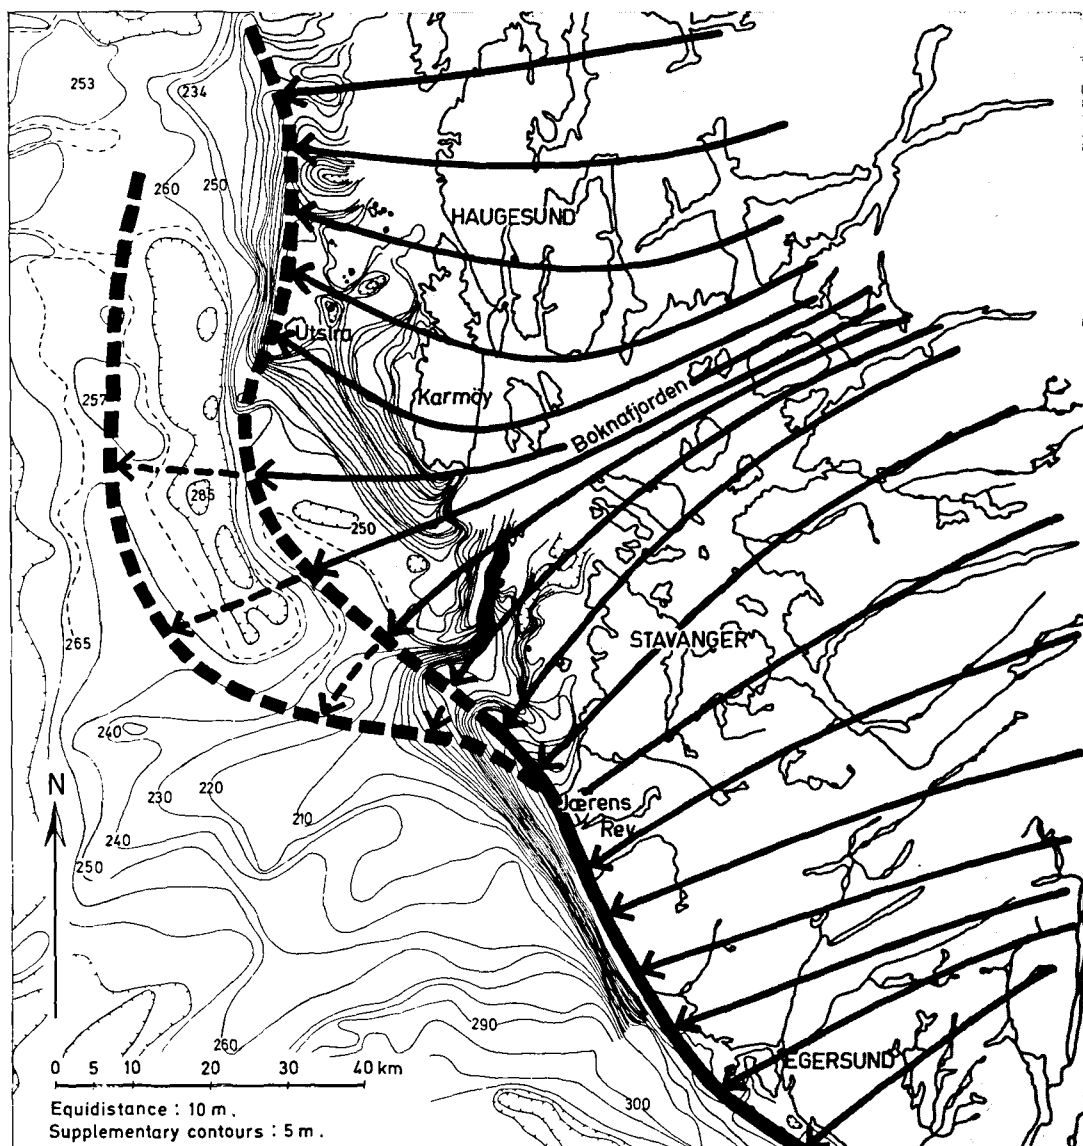 253
234
260
250
HAUGESUND
Utsira
Karmöy
257
Boknafjorden
285
250
STAVANGER
265
240
N
220
230
210
Jærens
Rev
240
250
290
260
EGERSUND
0 5 10 20 30 40 km
300
Equidistance : 10 m .
Supplementary contours : 5 m .